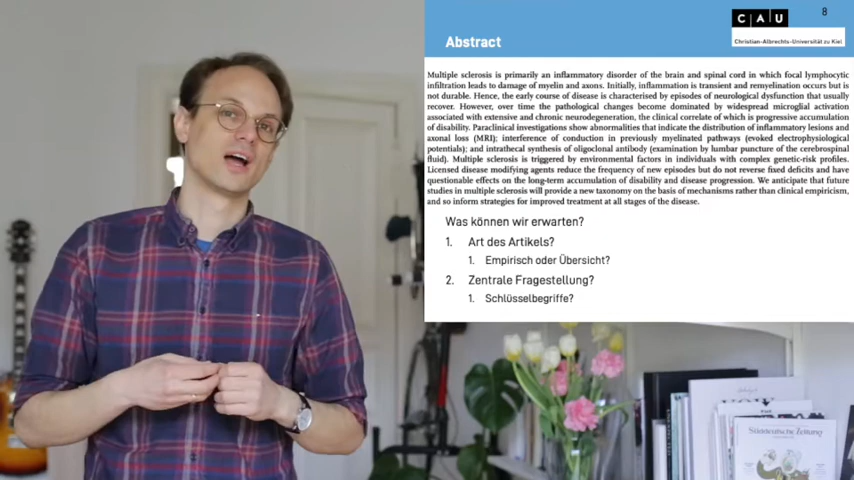 Abstract
CAU
8
Christian-Albrechts-Universität zu Kiel
Multiple sclerosis is primarily an inflammatory disorder of the brain and spinal cord in which focal lymphocytic
infiltration leads to damage of myelin and axons. Initially, inflammation is transient and remyelination occurs but is
not durable. Hence, the early course of disease is characterised by episodes of neurological dysfunction that usually
recover. However, over time the pathological changes become dominated by widespread microglial activation
associated with extensive and chronic neurodegeneration, the clinical correlate of which is progressive accumulation
of disability. Paraclinical investigations show abnormalities that indicate the distribution of inflammatory lesions and
axonal loss (MRI); interference of conduction in previously myelinated pathways (evoked electrophysiological
potentials); and intrathecal synthesis of oligoclonal antibody (examination by lumbar puncture of the cerebrospinal
fluid). Multiple sclerosis is triggered by environmental factors in individuals with complex genetic-risk profiles.
Licensed disease modifying agents reduce the frequency of new episodes but do not reverse fixed deficits and have
questionable effects on the long-term accumulation of disability and disease progression. We anticipate that future
studies in multiple sclerosis will provide a new taxonomy on the basis of mechanisms rather than clinical empiricism,
and so inform strategies for improved treatment at all stages of the disease.
Was können wir erwarten?
1. Art des Artikels?
1. Empirisch oder Übersicht?
2. Zentrale Fragestellung?
1. Schlüsselbegriffe?
Süddeutsche Zeitung